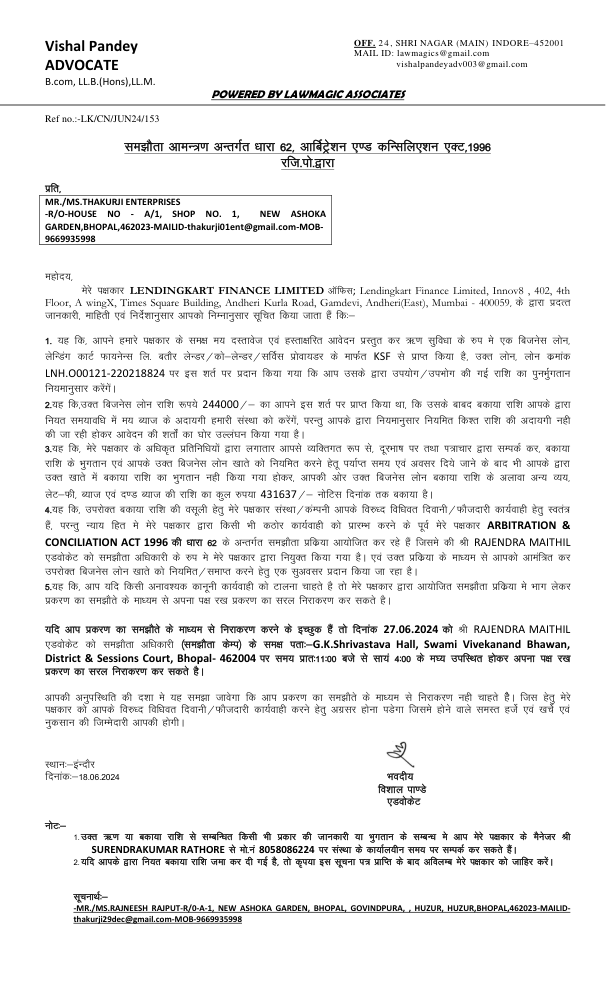 Vishal Pandey
ADVOCATE
B.com, LL.B.(Hons),LL.M.
OFF. 24, SHRI NAGAR (MAIN) INDORE–452001
MAIL ID: lawmagics@gmail.com
vishalpandeyadv003@gmail.com
POWERED BY LAWMAGIC ASSOCIATES
Ref no.:-LK/CN/JUN24/153
समझौता आमन्त्रण अन्तर्गत धारा 62, आर्बिट्रेशन एण्ड कन्सिलिएशन एक्ट,1996
रजि.पो.द्वारा
प्रति,
MR./MS.THAKURJI ENTERPRISES
-R/O-HOUSE NO - A/1, SHOP NO. 1, NEW ASHOKA
GARDEN,BHOPAL,462023-MAILID-thakurji01ent@gmail.com-MOB-
9669935998
महोदय,
मेरे पक्षकार LENDINGKART FINANCE LIMITED ऑफिस; Lendingkart Finance Limited, Innov8 , 402, 4th
Floor, A wingX, Times Square Building, Andheri Kurla Road, Gamdevi, Andheri(East), Mumbai - 400059, के द्वारा प्रदत्त
जानकारी, माहिती एवं निर्देशानुसार आपको निम्नानुसार सूचित किया जाता हैं किः–
1. यह कि, आपने हमारे पक्षकार के समक्ष मय दस्तावेज एवं हस्ताक्षरित आवेदन प्रस्तुत कर ऋण सुविधा के रुप मे एक बिजनेस लोन,
लेन्डिंग कार्ट फायनेन्स लि. बतौर लेन्डर/को–लेन्डर/सर्विस प्रोवायडर के मार्फत KSF से प्राप्त किया है, उक्त लोन, लोन क्रमांक
LNH.O00121-220218824 पर इस शर्त पर प्रदान किया गया कि आप उसके द्वारा उपयोग/उपभोग की गई राशि का पुनर्मुगतान
नियमानुसार करेंगें।
2.यह कि,उक्त बिजनेस लोन राशि रूपये 244000/– का आपने इस शर्त पर प्राप्त किया था, कि उसके बाबद बकाया राशि आपके द्वारा
नियत समयावधि में मय ब्याज के अदायगी हमारी संस्था को करेंगें, परन्तु आपके द्वारा नियमानुसार नियमित किश्त राशि की अदायगी नही
की जा रही होकर आवेदन की शर्तों का घोर उल्लंघन किया गया है।
3.यह कि, मेरे पक्षकार के अधिकृत प्रतिनिधियों द्वारा लगातार आपसे व्यक्तिगत रूप से, दूरभाष पर तथा पत्राचार द्वारा सम्पर्क कर, बकाया
राशि के भुगतान एवं आपके उक्त बिजनेस लोन खाते को नियमित करने हेतू पर्याप्त समय एवं अवसर दिये जाने के बाद भी आपके द्वारा
उक्त खाते में बकाया राशि का भुगतान नही किया गया होकर, आपकी ओर उक्त बिजनेस लोन बकाया राशि के अलावा अन्य व्यय,
लेट–फी, ब्याज एवं दण्ड ब्याज की राशि का कुल रुपया 431637/– नोटिस दिनांक तक बकाया है।
4.यह कि, उपरोक्त बकाया राशि की वसूली हेतु मेरे पक्षकार संस्था/कंम्पनी आपके विरुध्द विधिवत दिवानी/फौजदारी कार्यवाही हेतु स्वतंत्र
हैं, परन्तु न्याय हित मे मेरे पक्षकार द्वारा किसी भी कठोर कार्यवाही को प्रारम्भ करने के पूर्व मेरे पक्षकार ARBITRATION &
CONCILIATION ACT 1996 की धारा 62 के अन्तर्गत समझौता प्रक्रिया आयोजित कर रहे हैं जिसमे की श्री RAJENDRA MAITHIL
एडवोकेट को समझौता अधिकारी के रुप मे मेरे पक्षकार द्वारा नियुक्त किया गया है। एवं उक्त प्रक्रिया के माध्यम से आपको आमंत्रित कर
उपरोक्त बिजनेस लोन खाते को नियमित/समाप्त करने हेतु एक सुअवसर प्रदान किया जा रहा है।
5.यह कि, आप यदि किसी अनावश्यक कानूनी कार्यवाही को टालना चाहते है तो मेरे पक्षकार द्वारा आयोजित समझौता प्रक्रिया मे भाग लेकर
प्रकरण का समझौते के माध्यम से अपना पक्ष रख प्रकरण का सरल निराकरण कर सकते है।
यदि आप प्रकरण का समझौते के माध्यम से निराकरण करने के इच्छुक हैं तो दिनांक 27.06.2024 को श्री RAJENDRA MAITHIL
एडवोकेट को समझौता अधिकारी (समझौता केम्प) के समक्ष पताः–G.K.Shrivastava Hall, Swami Vivekanand Bhawan,
District & Sessions Court, Bhopal- 462004 पर समय प्रातः11:00 बजे से सायं 4:00 के मघ्य उपस्थित होकर अपना पक्ष रख
प्रकरण का सरल निराकरण कर सकते है।
आपकी अनुपस्थिति की दशा मे यह समझा जावेगा कि आप प्रकरण का समझौते के माध्यम से निराकरण नही चाहते हैै। जिस हेतु मेरे
पक्षकार को आपके विरुध्द विधिवत दिवानी/फौजदारी कार्यवाही करने हेतु अग्रसर होना पडेगा जिसमे होने वाले समस्त हर्जे एवं खर्चे एवं
नुकसान की जिम्मेदारी आपकी होगी।
स्थानः–इंन्दौर
दिनांकः–18.06.2024
भवदीय
विशाल पाण्डे
एडवोकेट
नोटः–
1.उक्त ऋण या बकाया राशि से सम्बन्धित किसी भी प्रकार की जानकारी या भुगतान के सम्बन्ध मे आप मेरे पक्षकार के मैनेजर श्री
SURENDRAKUMAR RATHORE से मो.नं 8058086224 पर संस्था के कार्यालयीन समय पर सम्पर्क कर सकते हैं।
2.यदि आपके द्वारा नियत बकाया राशि जमा कर दी गई है, तो कृपया इस सूचना पत्र प्राप्ति के बाद अविलम्ब मेरे पक्षकार को जाहिर करें।
सूचनार्थः–
-MR./MS.RAJNEESH RAJPUT-R/0-A-1, NEW ASHOKA GARDEN, BHOPAL, GOVINDPURA, , HUZUR, HUZUR,BHOPAL,462023-MAILID-
thakurji29dec@gmail.com-MOB-9669935998